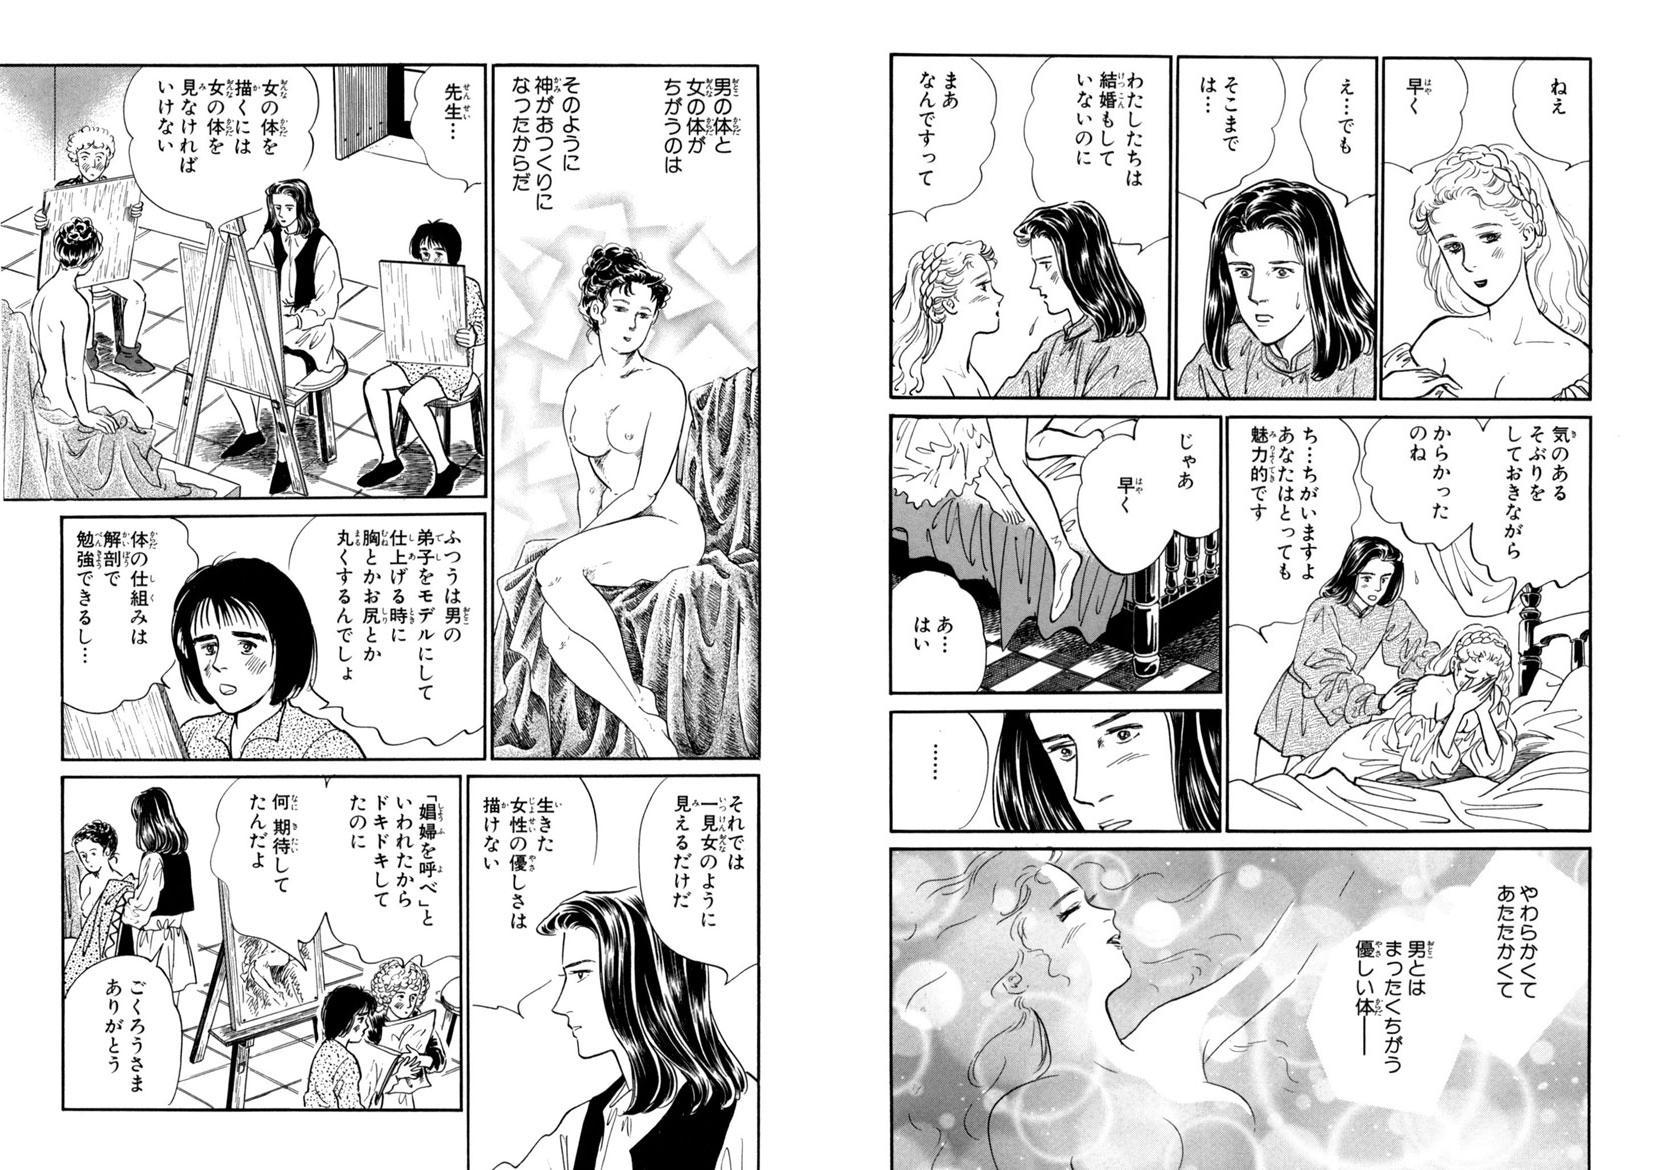 ねえ
早く
え…でも
そこまで
は…
わたしたちは
結婚もして
いないのに
まあ
なんですって
気のある
そぶりを
しておきながら
からかった
のね
ち…ちがいますよ
あなたはとっても
魅力的です
じゃあ
早く
あ…
はい
……
やわらかくて
あたたかくて
男とは
まったくちがう
優しい体──
男の体と
女の体が
ちがうのは
そのように
神がおつくりに
なったからだ
先生…
女の体を
描くには
女の体を
見なければ
いけない
ふつうは男の
弟子をモデルにして
仕上げる時に
胸とかお尻とか
丸くするんでしょ
体の仕組みは
解剖で
勉強できるし…
それでは
一見女のように
見えるだけだ
生きた
女性の優しさは
描けない
「娼婦を呼べ」と
いわれたから
ドキドキして
たのに
何期待して
たんだよ
ごくろうさま
ありがとう